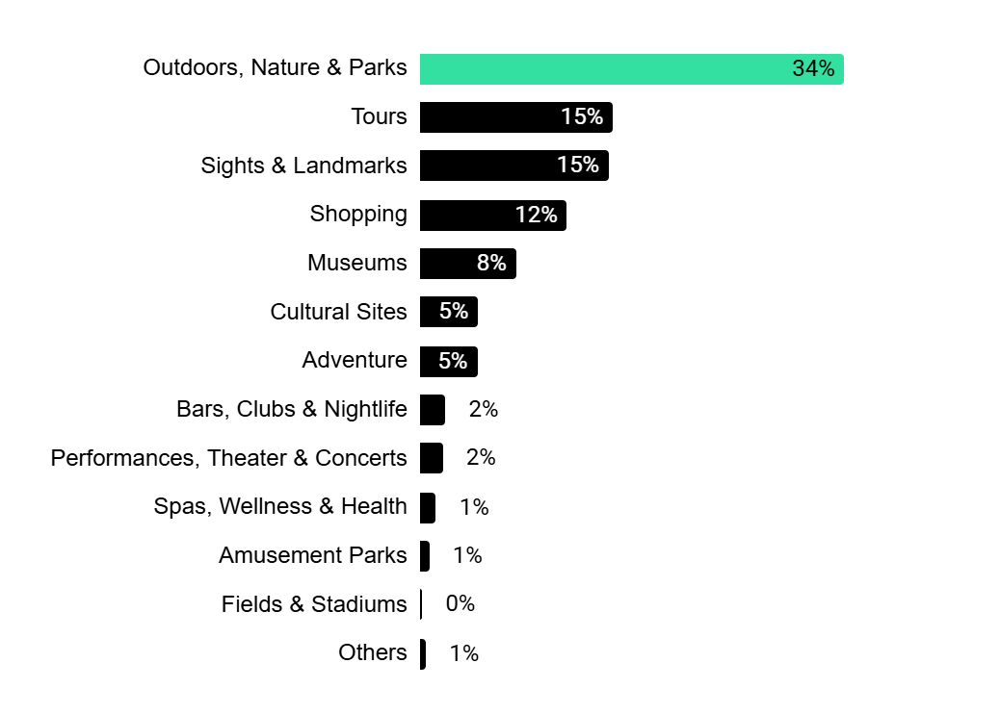 Outdoors, Nature & Parks 34%
Tours 15%
Sights & Landmarks 15%
Shopping 12%
Museums 8%
Cultural Sites 5%
Adventure 5%
Bars, Clubs & Nightlife 2%
Performances, Theater & Concerts 2%
Spas, Wellness & Health 1%
Amusement Parks 1%
Fields & Stadiums 0%
Others 1%